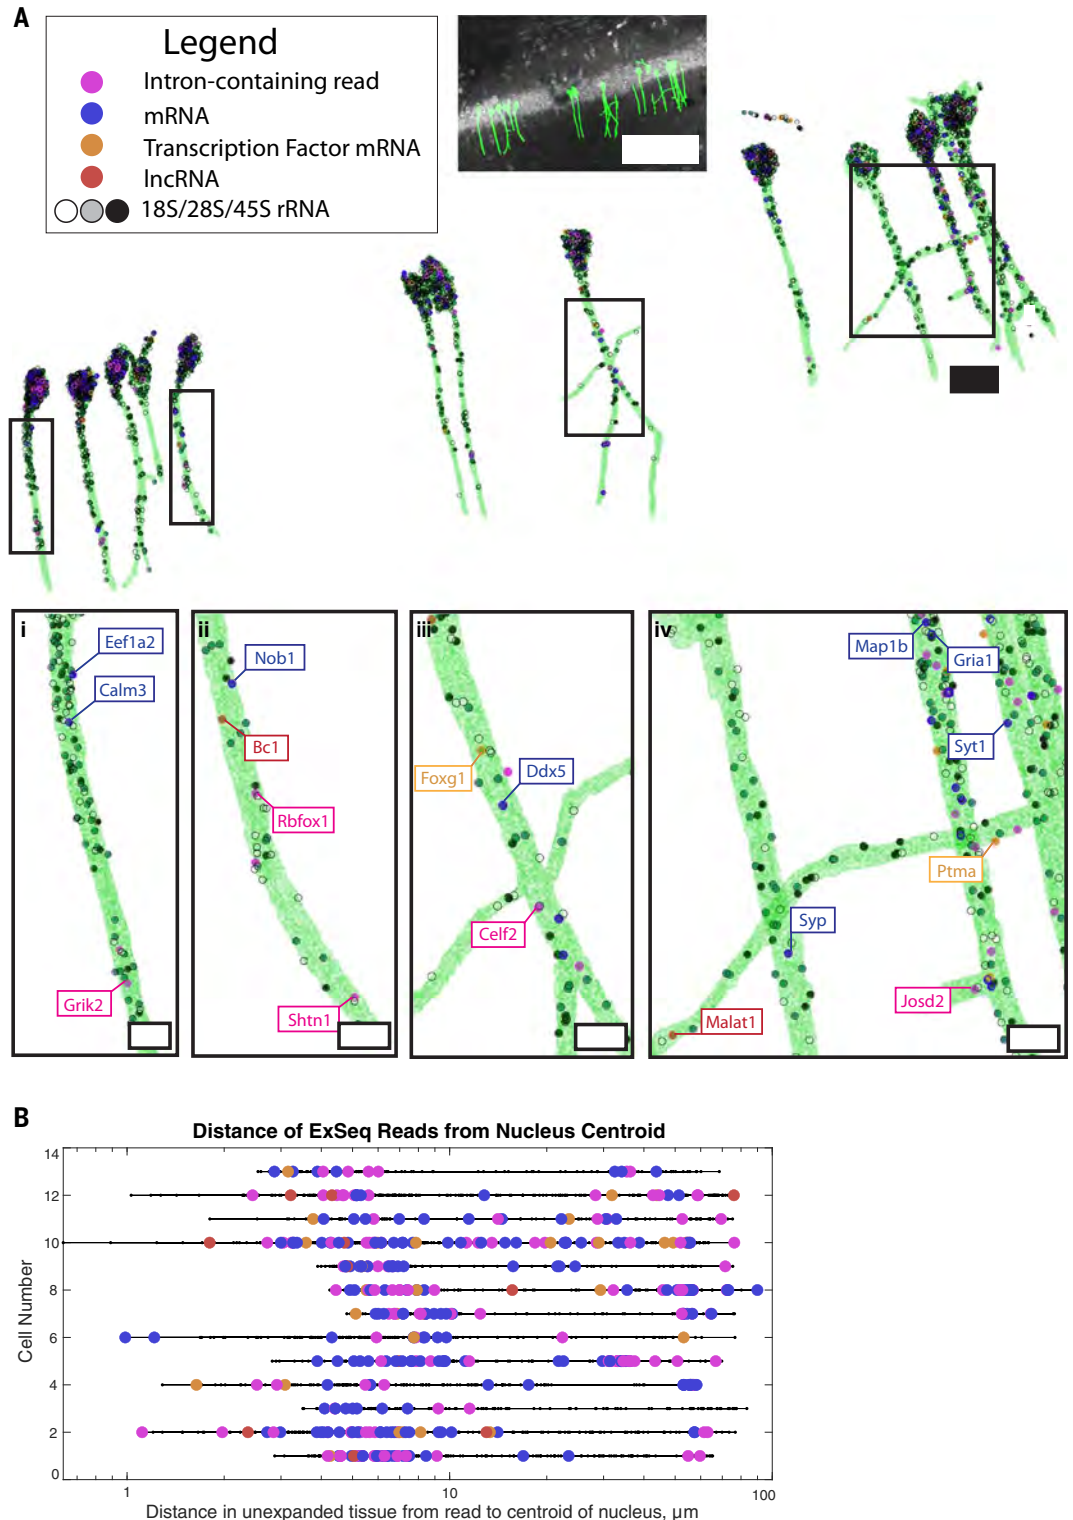 A
Legend
Intron-containing read
mRNA
Transcription Factor mRNA
lncRNA
18S/28S/45S rRNA
i
Eef1a2
Calm3
Grik2
ii
Nob1
Bc1
Rbfox1
Shtn1
iii
Foxg1
Ddx5
Celf2
iv
Map1b
Gria1
Syt1
Ptma
Syp
Josd2
Malat1
B
Distance of ExSeq Reads from Nucleus Centroid
Cell Number
14
12
10
8
6
4
2
0
1
10
100
Distance in unexpanded tissue from read to centroid of nucleus, μm